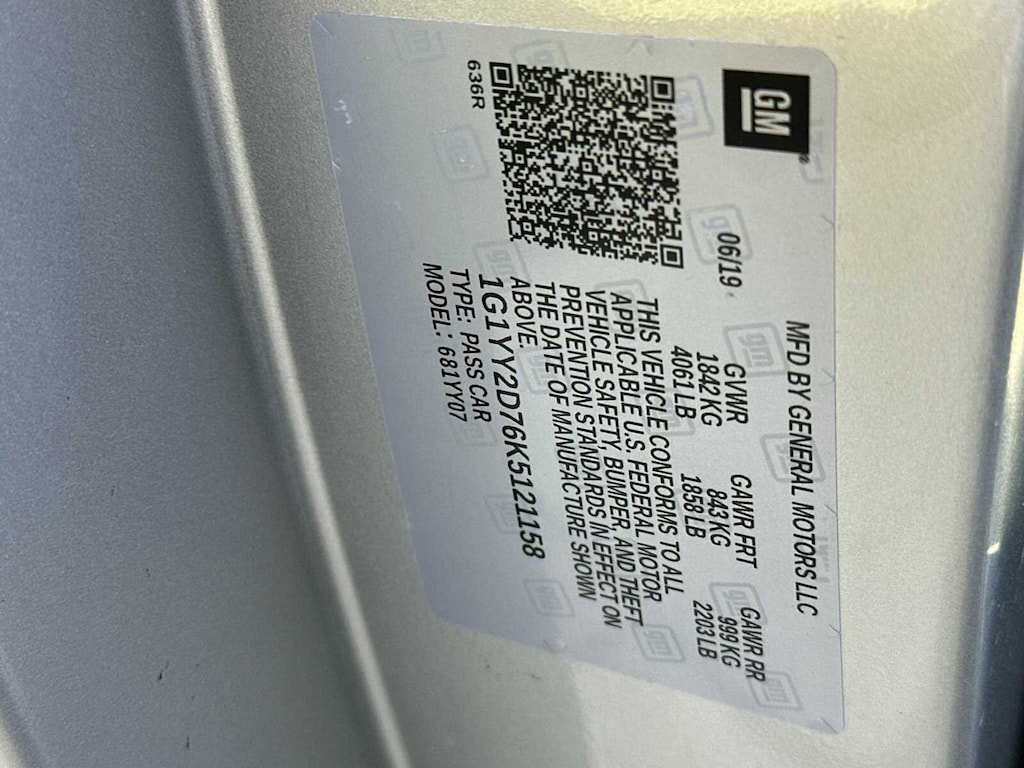 GM
MFD BY GENERAL MOTORS LLC
06/19
GVWR GAWR FRT GAWR RR
1842 KG 843 KG 999 KG
4061 LB 1858 LB 2203 LB
THIS VEHICLE CONFORMS TO ALL
APPLICABLE U.S. FEDERAL MOTOR
VEHICLE SAFETY, BUMPER, AND THEFT
PREVENTION STANDARDS IN EFFECT ON
THE DATE OF MANUFACTURE SHOWN
ABOVE.
1G1YY2D76K5121158
TYPE: PASS CAR
MODEL: 681YY07
636R